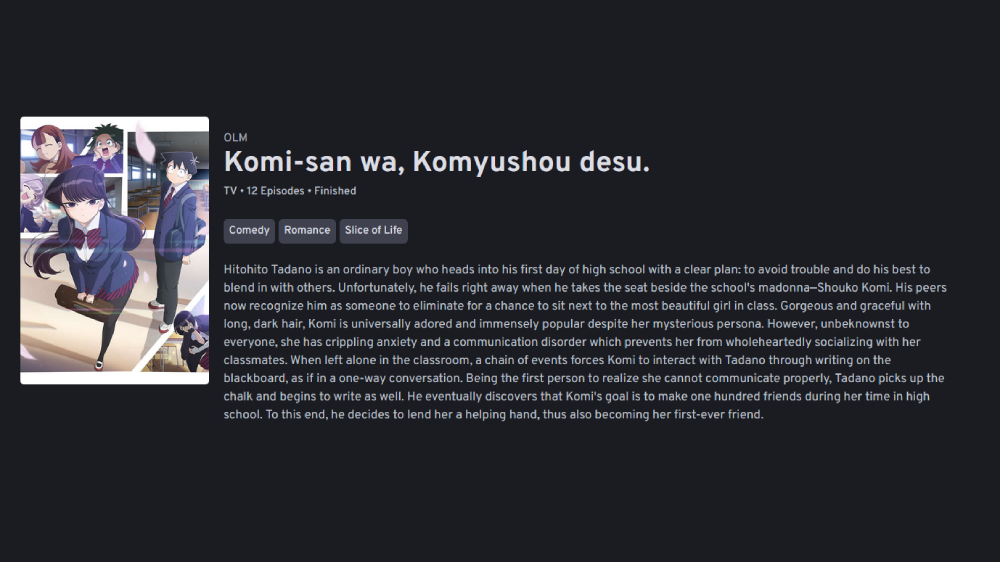 OLM
Komi-san wa, Komyushou desu.
TV • 12 Episodes • Finished
Comedy Romance Slice of Life
Hitohito Tadano is an ordinary boy who heads into his first day of high school with a clear plan: to avoid trouble and do his best to
blend in with others. Unfortunately, he fails right away when he takes the seat beside the school's madonna—Shouko Komi. His peers
now recognize him as someone to eliminate for a chance to sit next to the most beautiful girl in class. Gorgeous and graceful with
long, dark hair, Komi is universally adored and immensely popular despite her mysterious persona. However, unbeknownst to
everyone, she has crippling anxiety and a communication disorder which prevents her from wholeheartedly socializing with her
classmates. When left alone in the classroom, a chain of events forces Komi to interact with Tadano through writing on the
blackboard, as if in a one-way conversation. Being the first person to realize she cannot communicate properly, Tadano picks up the
chalk and begins to write as well. He eventually discovers that Komi's goal is to make one hundred friends during her time in high
school. To this end, he decides to lend her a helping hand, thus also becoming her first-ever friend.